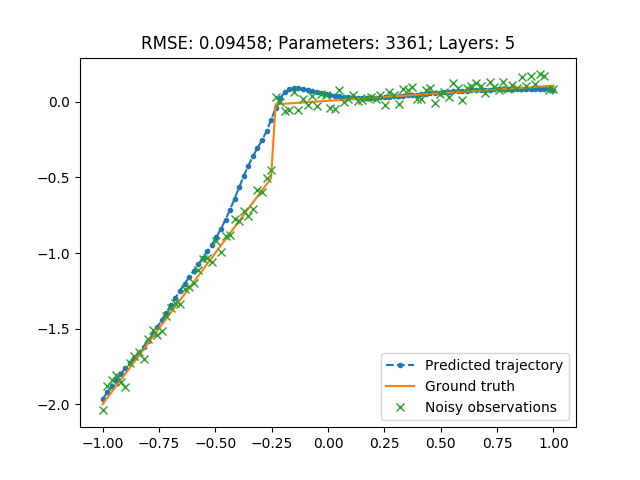 RMSE: 0.09458; Parameters: 3361; Layers: 5
0.0
−0.5
−1.0
−1.5
−2.0
Predicted trajectory
Ground truth
Noisy observations
−1.00 −0.75 −0.50 −0.25 0.00 0.25 0.50 0.75 1.00